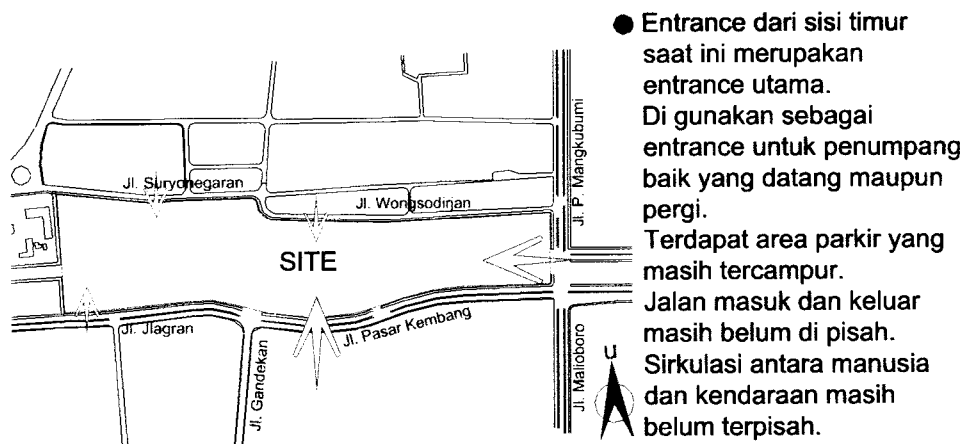 ● Entrance dari sisi timur
saat ini merupakan
entrance utama.
Di gunakan sebagai
entrance untuk penumpang
baik yang datang maupun
pergi.
Terdapat area parkir yang
masih tercampur.
Jalan masuk dan keluar
masih belum di pisah.
Sirkulasi antara manusia
dan kendaraan masih
belum terpisah.
Jl. P. Mangkubumi
Jl. Suryonegaran
Jl. Wongsodirjan
SITE
Jl. Jlagran
Jl. Pasar Kembang
Jl. Gandekan
Jl. Malioboro
U